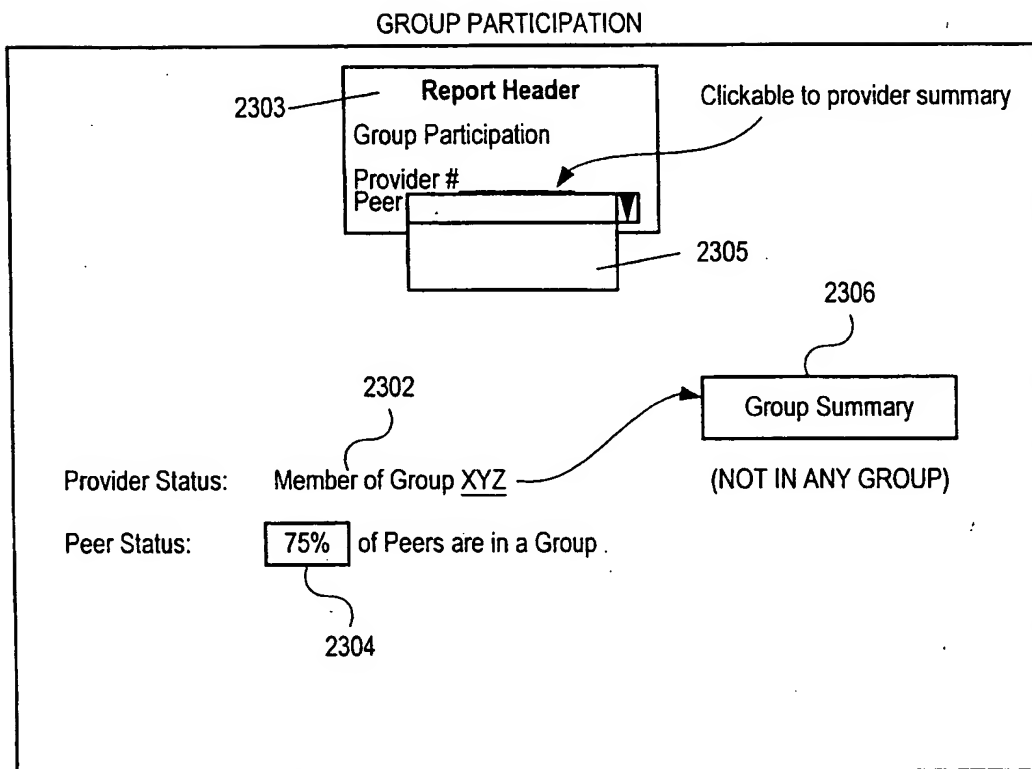 GROUP PARTICIPATION
Report Header
2303
Clickable to provider summary
Group Participation
Provider #
Peer
2305
2306
2302
Group Summary
Provider Status: Member of Group XYZ
(NOT IN ANY GROUP)
Peer Status: 75% of Peers are in a Group
2304